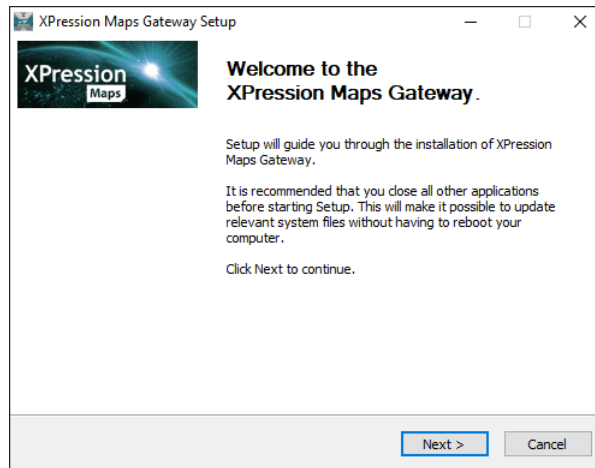 XPression Maps Gateway Setup
XPression
Maps
Welcome to the
XPression Maps Gateway.
Setup will guide you through the installation of XPression
Maps Gateway.
It is recommended that you close all other applications
before starting Setup. This will make it possible to update
relevant system files without having to reboot your
computer.
Click Next to continue.
Next >
Cancel